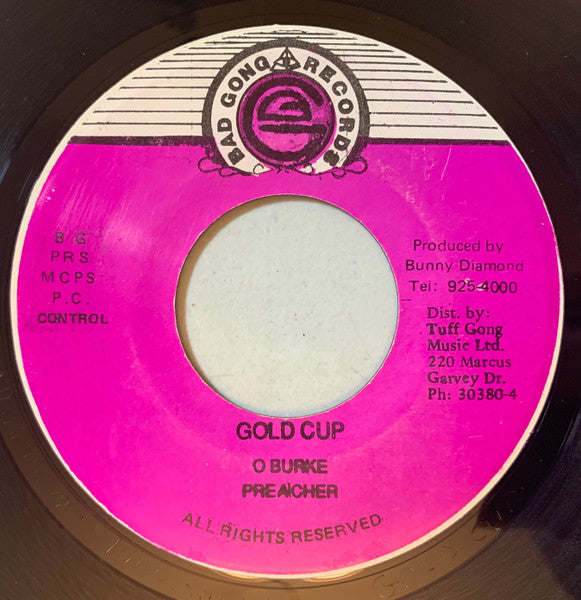 BAD GONG RECORDS
B/G
PRS
MCPS
P.C.
CONTROL
Produced by
Bunny Diamond
Tel: 925-4000
Dist. by:
Tuff Gong
Music Ltd.
220 Marcus
Garvey Dr.
Ph: 30380-4
GOLD CUP
O BURKE
PREACHER
ALL RIGHTS RESERVED